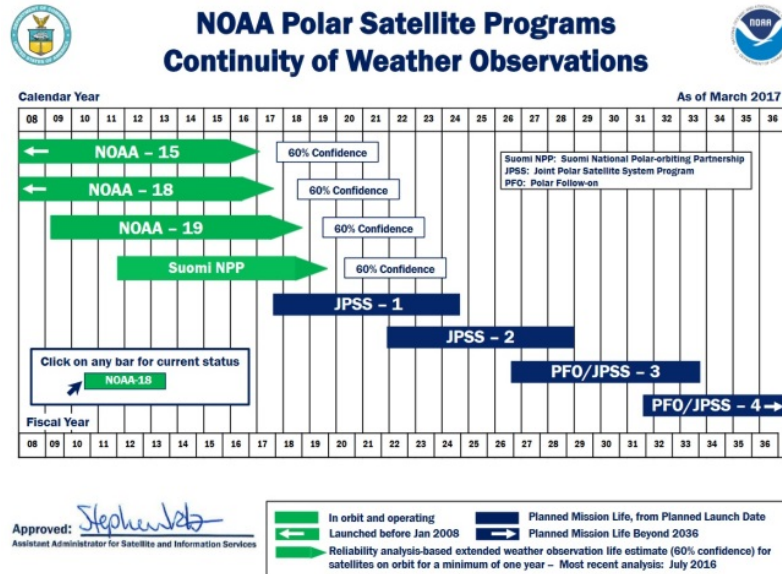 NOAA Polar Satellite Programs
Continuity of Weather Observations
NOAA
Calendar Year
As of March 2017
08 09 10 11 12 13 14 15 16 17 18 19 20 21 22 23 24 25 26 27 28 29 30 31 32 33 34 35 36
NOAA – 15
60% Confidence
Suomi NPP: Suomi National Polar-orbiting Partnership
JPSS: Joint Polar Satellite System Program
PFO: Polar Follow-on
NOAA – 18
60% Confidence
NOAA – 19
60% Confidence
Suomi NPP
60% Confidence
JPSS – 1
JPSS – 2
Click on any bar for current status
NOAA-18
PFO/JPSS – 3
PFO/JPSS – 4
Fiscal Year
08 09 10 11 12 13 14 15 16 17 18 19 20 21 22 23 24 25 26 27 28 29 30 31 32 33 34 35 36
Approved:
Assistant Administrator for Satellite and Information Services
In orbit and operating
Planned Mission Life, from Planned Launch Date
Launched before Jan 2008
Planned Mission Life Beyond 2036
Reliability analysis-based extended weather observation life estimate (60% confidence) for
satellites on orbit for a minimum of one year – Most recent analysis: July 2016